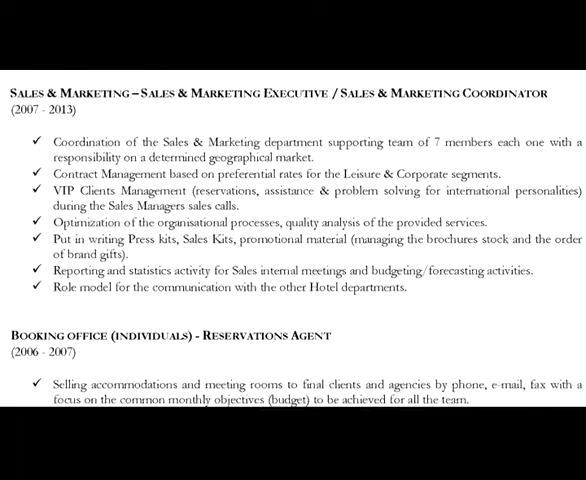 SALES & MARKETING – SALES & MARKETING EXECUTIVE / SALES & MARKETING COORDINATOR
(2007 - 2013)
✓ Coordination of the Sales & Marketing department supporting team of 7 members each one with a
responsibility on a determined geographical market.
✓ Contract Management based on preferential rates for the Leisure & Corporate segments.
✓ VIP Clients Management (reservations, assistance & problem solving for international personalities)
during the Sales Managers sales calls.
✓ Optimization of the organisational processes, quality analysis of the provided services.
✓ Put in writing Press kits, Sales Kits, promotional material (managing the brochures stock and the order
of brand gifts).
✓ Reporting and statistics activity for Sales internal meetings and budgeting/forecasting activities.
✓ Role model for the communication with the other Hotel departments.
BOOKING OFFICE (INDIVIDUALS) - RESERVATIONS AGENT
(2006 - 2007)
✓ Selling accommodations and meeting rooms to final clients and agencies by phone, e-mail, fax with a
focus on the common monthly objectives (budget) to be achieved for all the team.